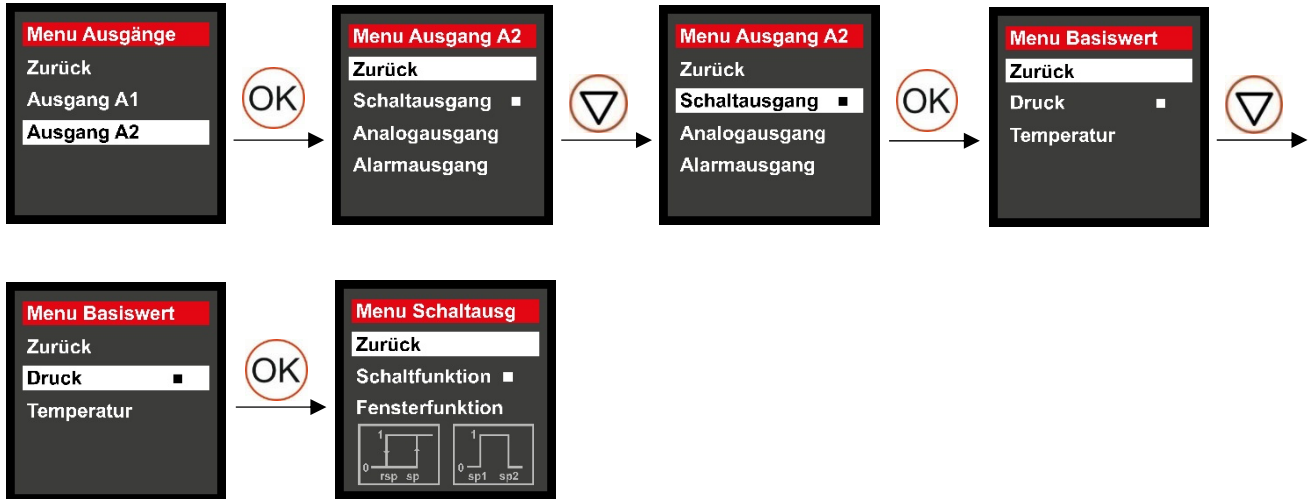 Menu Ausgänge
Zurück
Ausgang A1
Ausgang A2
OK
Menu Ausgang A2
Zurück
Schaltausgang
Analogausgang
Alarmausgang
Menu Ausgang A2
Zurück
Schaltausgang
Analogausgang
Alarmausgang
OK
Menu Basiswert
Zurück
Druck
Temperatur
Menu Basiswert
Zurück
Druck
Temperatur
OK
Menu Schaltausg
Zurück
Schaltfunktion
Fensterfunktion
1
0
rsp sp
1
0
sp1 sp2